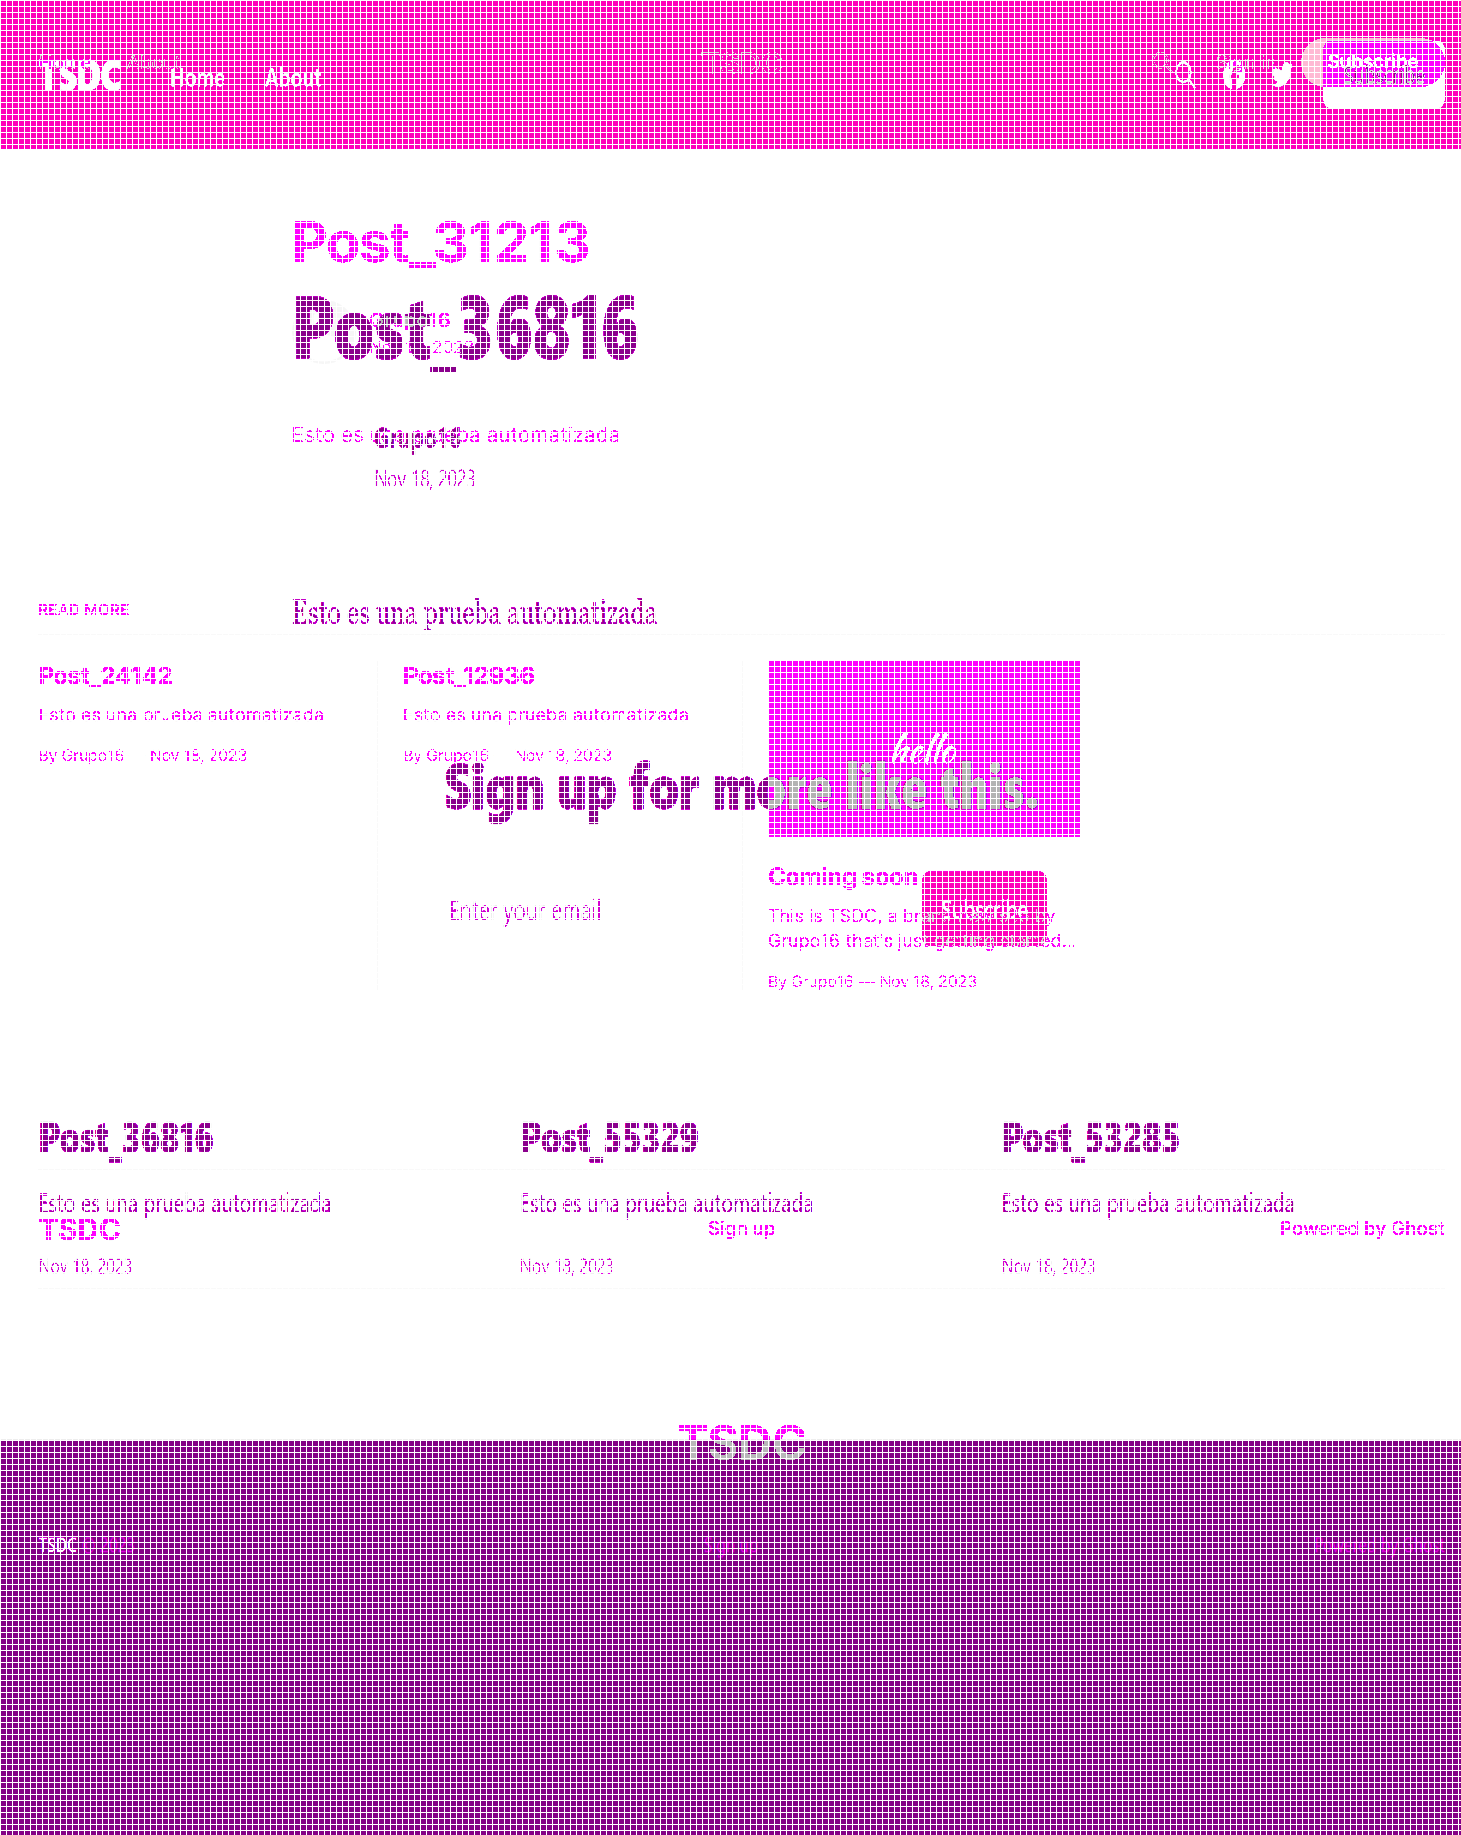 TSDC Home About TSDC Subscribe
Post_31213
Post_36816
Grupo16
2023
Esto es una prueba automatizada
Grupo16
Nov 18, 2023
READ MORE
Esto es una prueba automatizada
Post_24142 Post_12936
Esto es una prueba automatizada Esto es una prueba automatizada
By Grupo16 Nov 18, 2023 By Grupo16 Nov 18, 2023
hello
Sign up for more like this.
Coming soon
Enter your email
Subscribe
This is TSDC, a by
Grupo16 that's just
By Grupo16 --- Nov 18, 2023
Post_36816 Post_55329 Post_53285
Esto es una prueba automatizada Esto es una prueba automatizada Esto es una prueba automatizada
TSDC Sign up Powered by Ghost
Nov 18, 2023 Nov 18, 2023 Nov 18, 2023
TSDC
TSDC